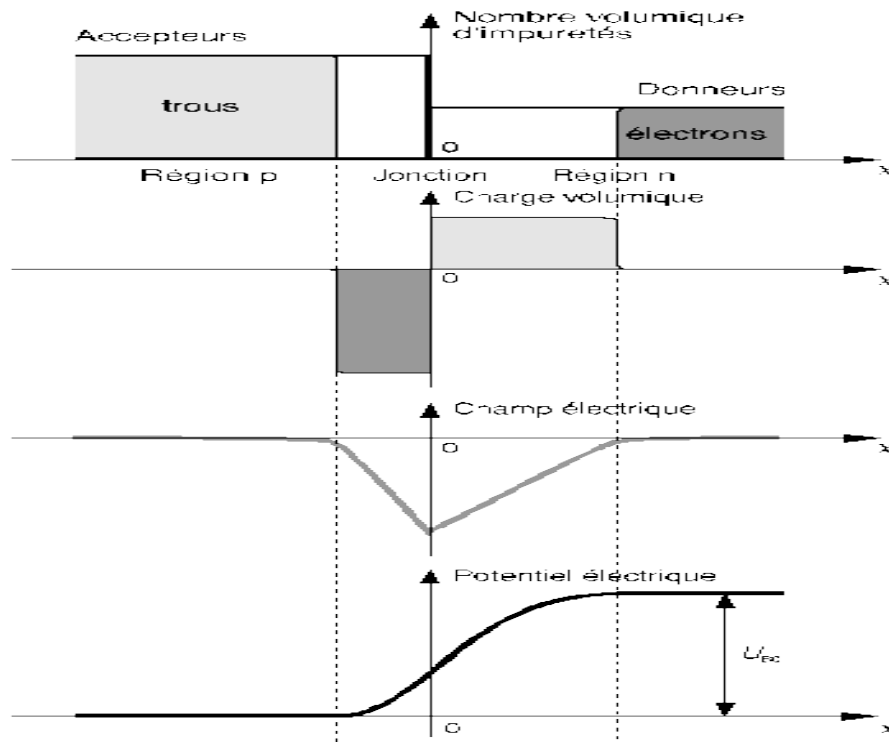 Nombre volumique
d'impuretés
Accepteurs
Donneurs
trous
électrons
0
x
Région p
Jonction
Région n
Charge volumique
0
x
Champ électrique
0
x
Potentiel électrique
0
x